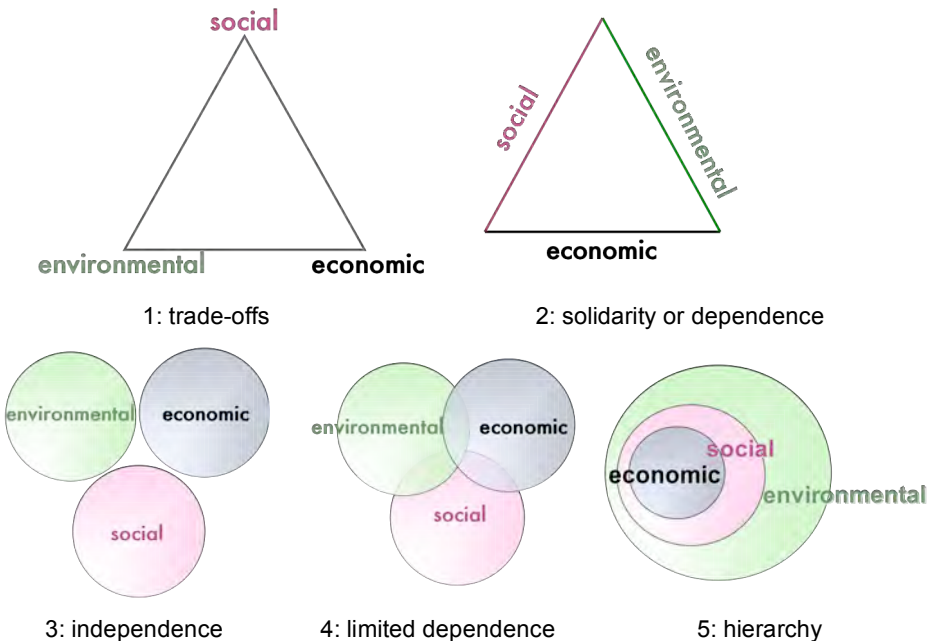 social
environmental
economic
1: trade-offs
social
environmental
economic
2: solidarity or dependence
environmental
economic
social
3: independence
environmental
economic
social
4: limited dependence
social
economic
environmental
5: hierarchy